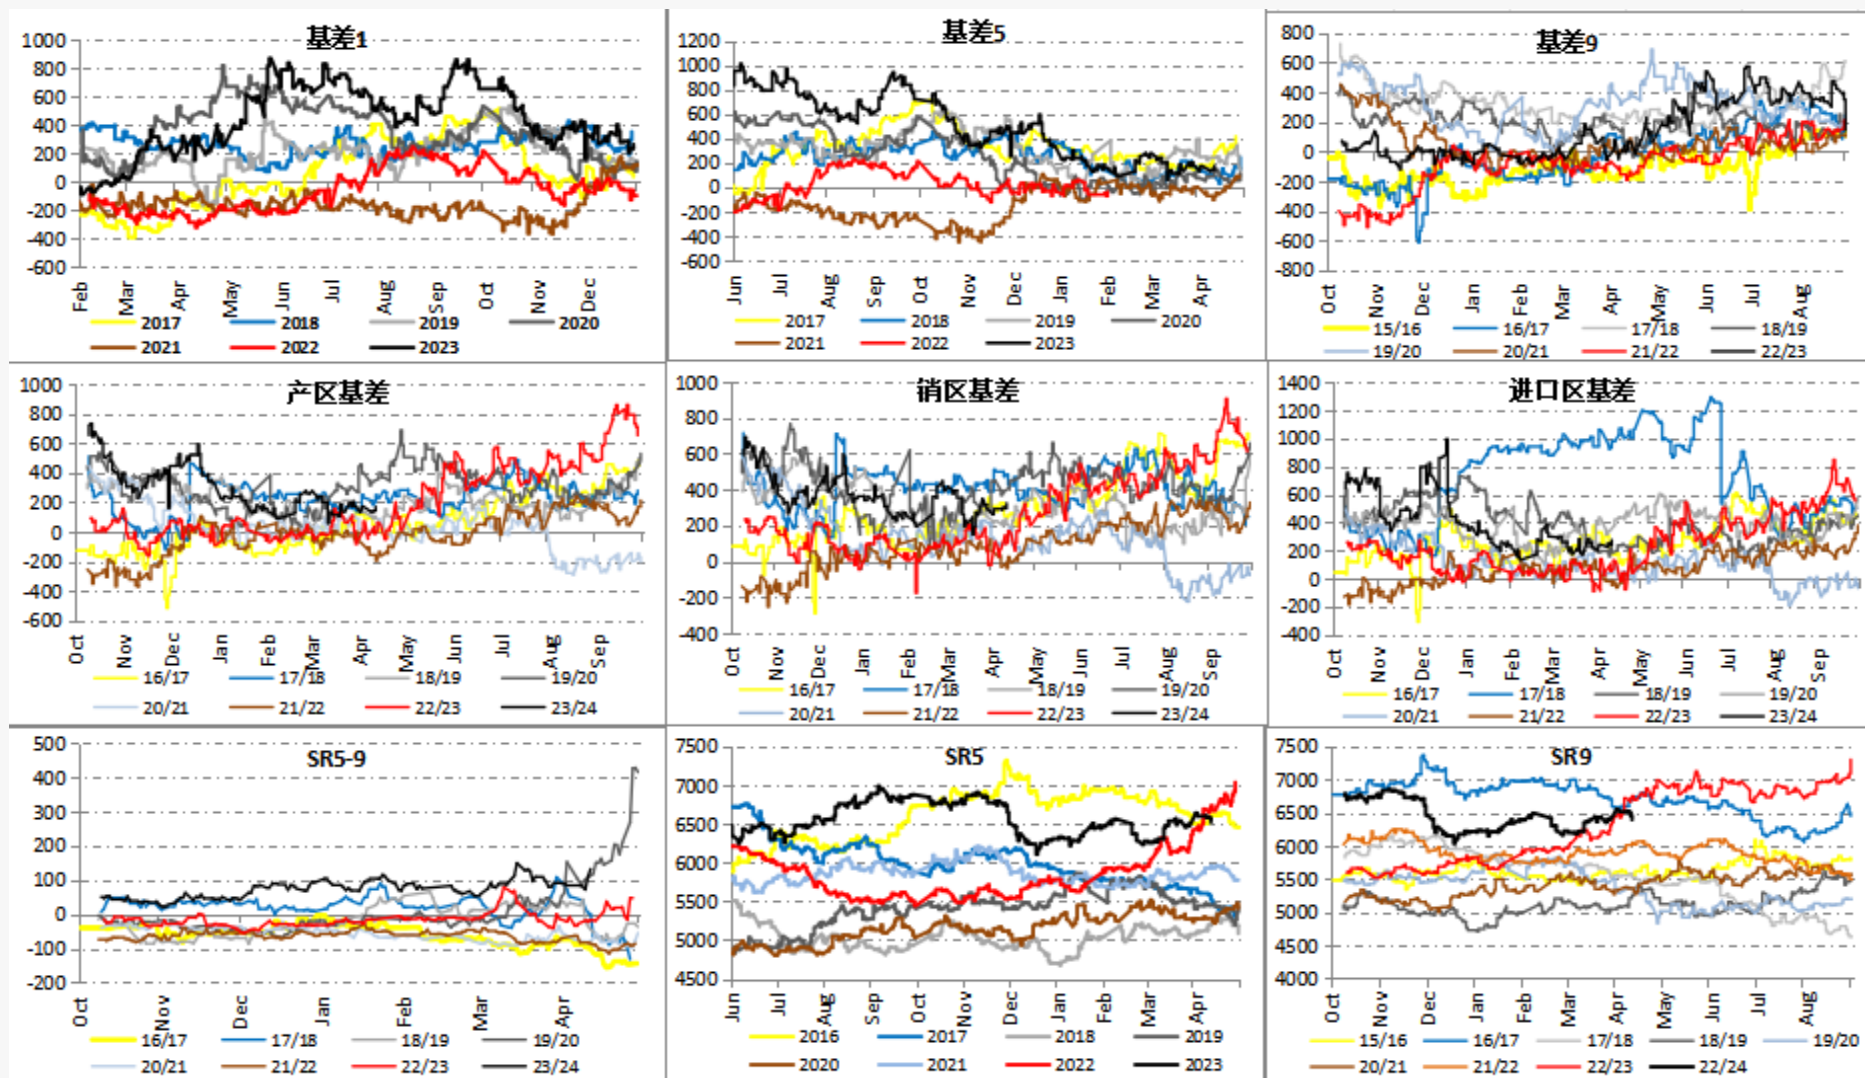 基差1
1000
800
600
400
200
0
-200
-400
-600
Feb Mar Apr May Jun Jul Aug Sep Oct Nov Dec
2017 2018 2019 2020
2021 2022 2023
基差5
1200
1000
800
600
400
200
0
-200
-400
-600
Jun Jul Aug Sep Oct Nov Dec Jan Feb Mar Apr
2017 2018 2019 2020
2021 2022 2023
基差9
800
600
400
200
0
-200
-400
-600
-800
Oct Nov Dec Jan Feb Mar Apr May Jun Jul Aug
15/16 16/17 17/18 18/19
19/20 20/21 21/22 22/23
产区基差
1000
800
600
400
200
0
-200
-400
-600
Oct Nov Dec Jan Feb Mar Apr May Jun Jul Aug Sep
16/17 17/18 18/19 19/20
20/21 21/22 22/23 23/24
销区基差
1000
800
600
400
200
0
-200
-400
Oct Nov Dec Jan Feb Mar Apr May Jun Jul Aug Sep
16/17 17/18 18/19 19/20
20/21 21/22 22/23 23/24
进口区基差
1400
1200
1000
800
600
400
200
0
-200
-400
Oct Nov Dec Jan Feb Mar Apr May Jun Jul Aug Sep
16/17 17/18 18/19 19/20
20/21 21/22 22/23 23/24
SR5-9
500
400
300
200
100
0
-100
-200
Oct Nov Dec Jan Feb Mar Apr
16/17 17/18 18/19 19/20
20/21 21/22 22/23 23/24
SR5
7500
7000
6500
6000
5500
5000
4500
Jun Jul Aug Sep Oct Nov Dec Jan Feb Mar Apr
2016 2017 2018 2019
2020 2021 2022 2023
SR9
7500
7000
6500
6000
5500
5000
4500
4000
Oct Nov Dec Jan Feb Mar Apr May Jun Jul Aug
15/16 16/17 17/18 18/19 19/20
20/21 21/22 22/23 22/24